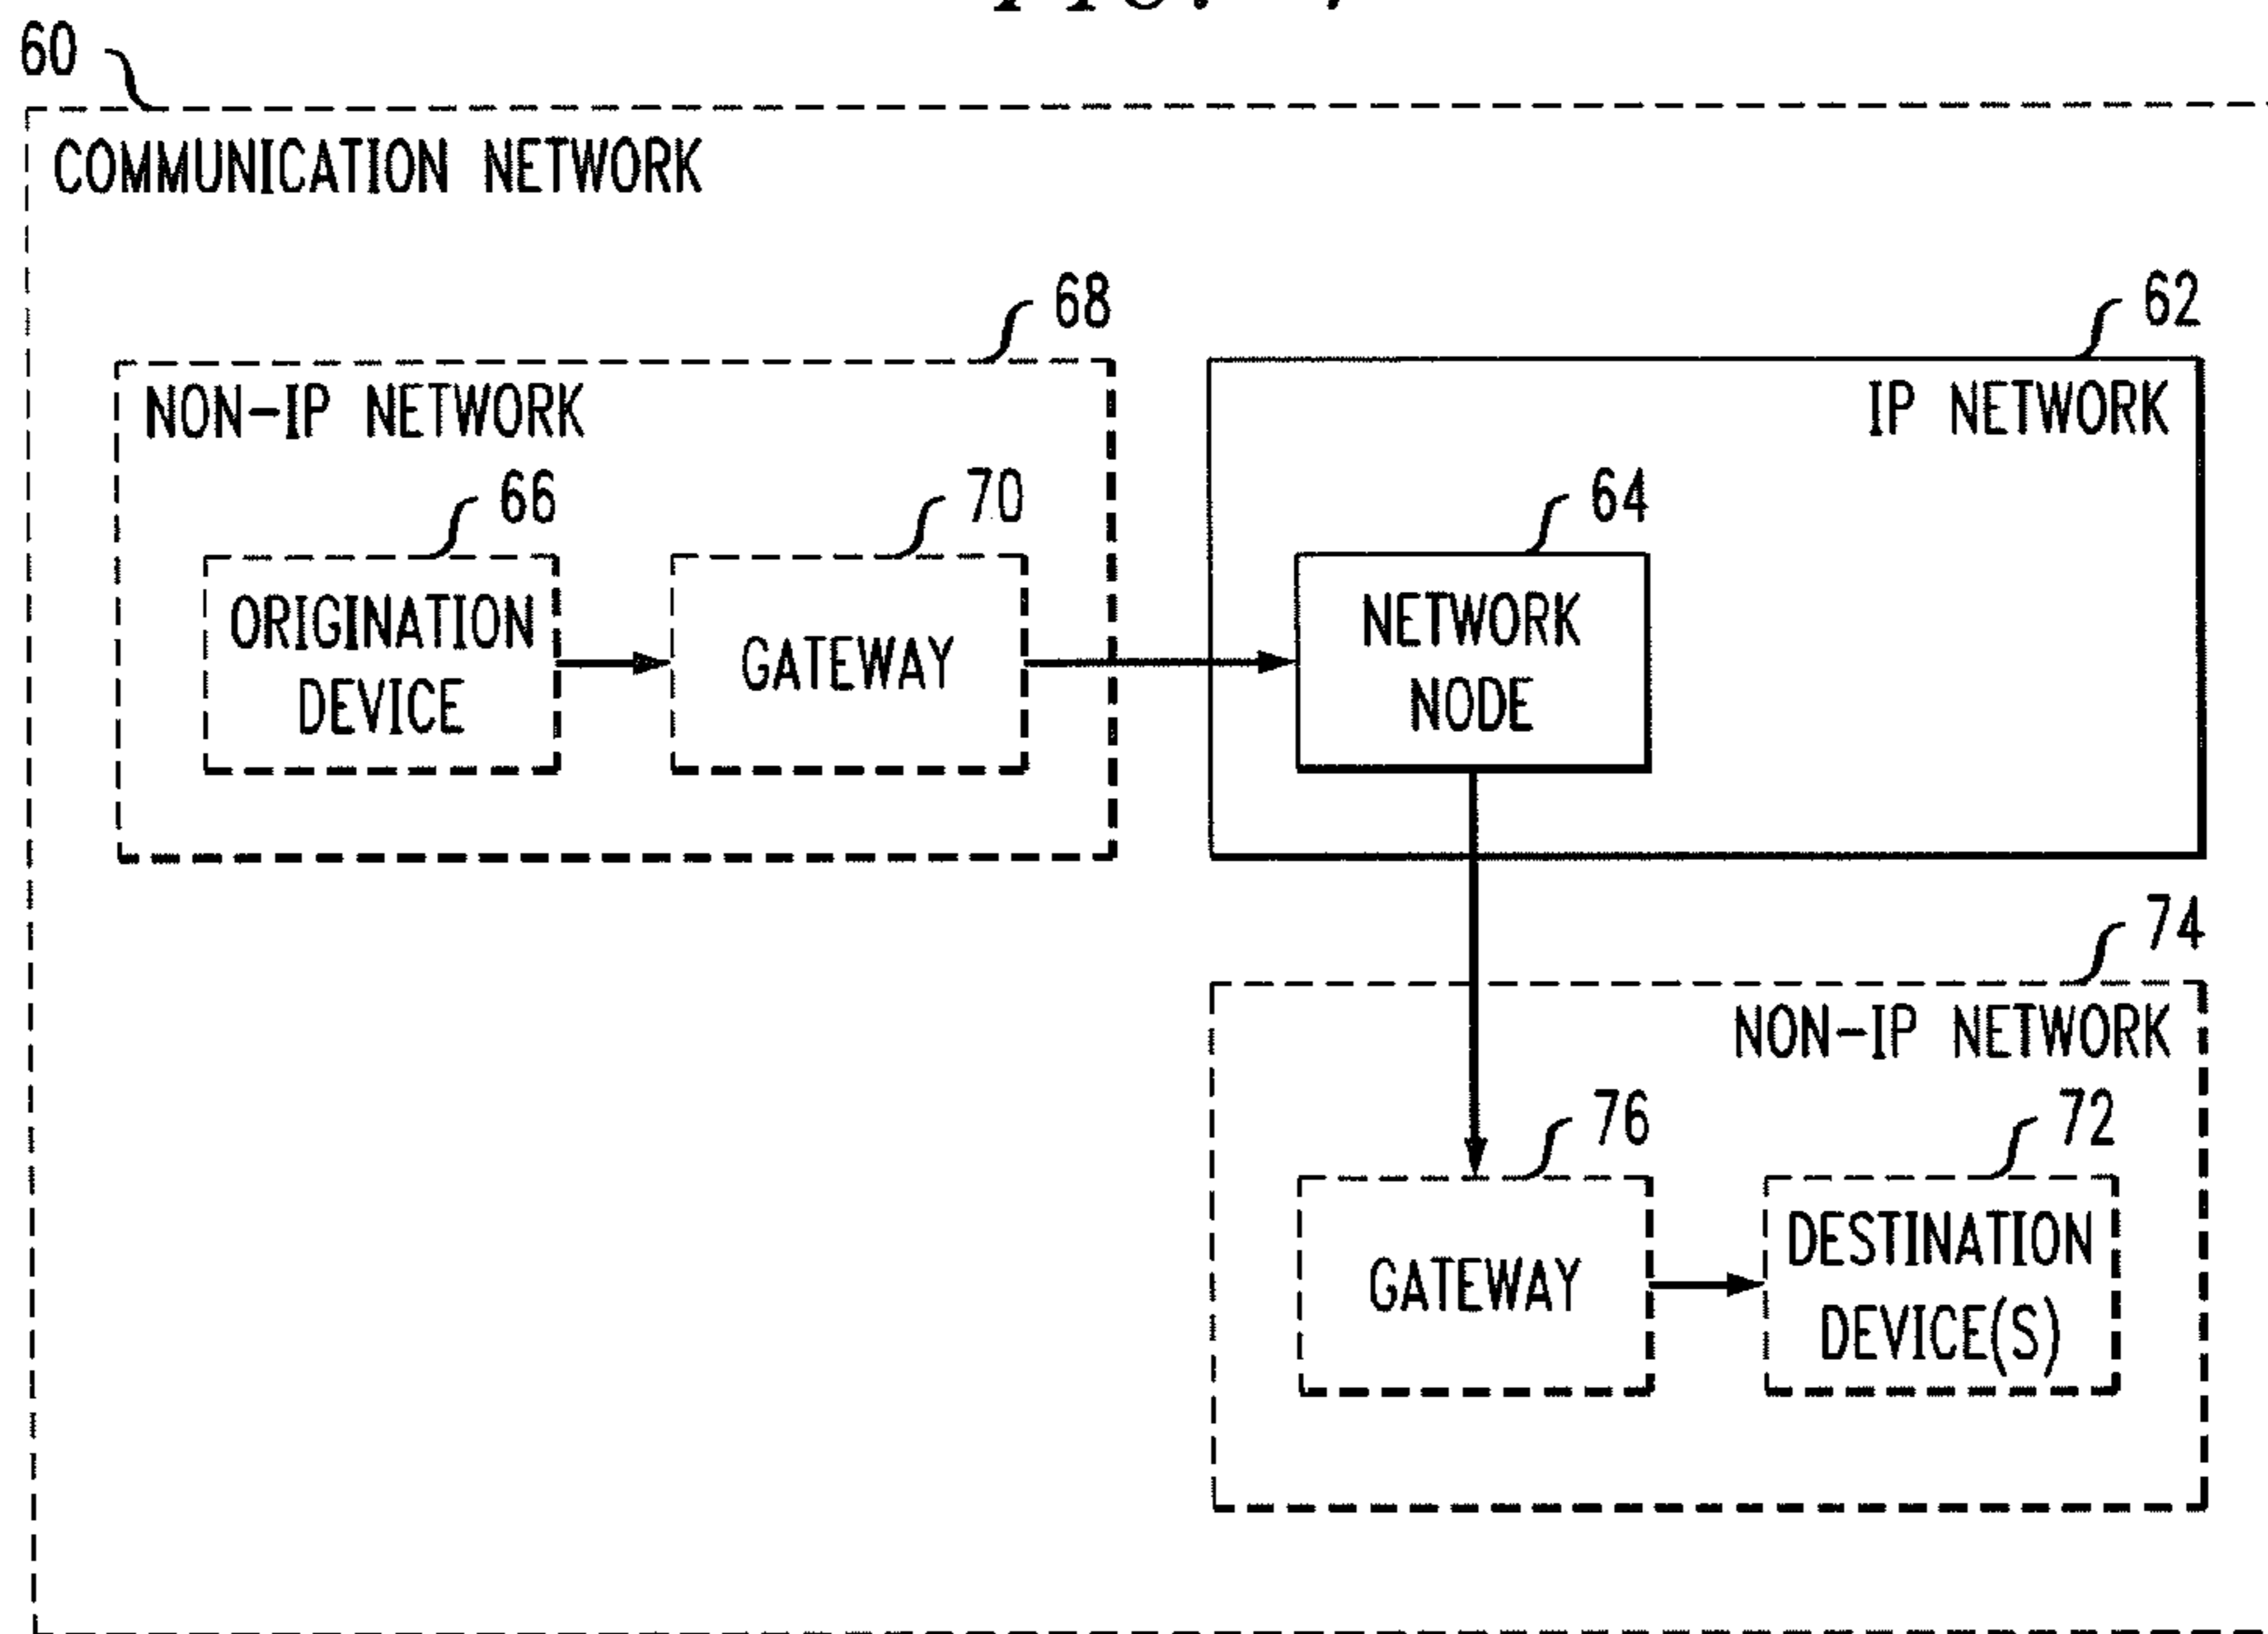 60
COMMUNICATION NETWORK
68
62
NON-IP NETWORK
IP NETWORK
66
70
64
ORIGINATION
DEVICE
GATEWAY
NETWORK
NODE
74
NON-IP NETWORK
76
72
GATEWAY
DESTINATION
DEVICE(S)